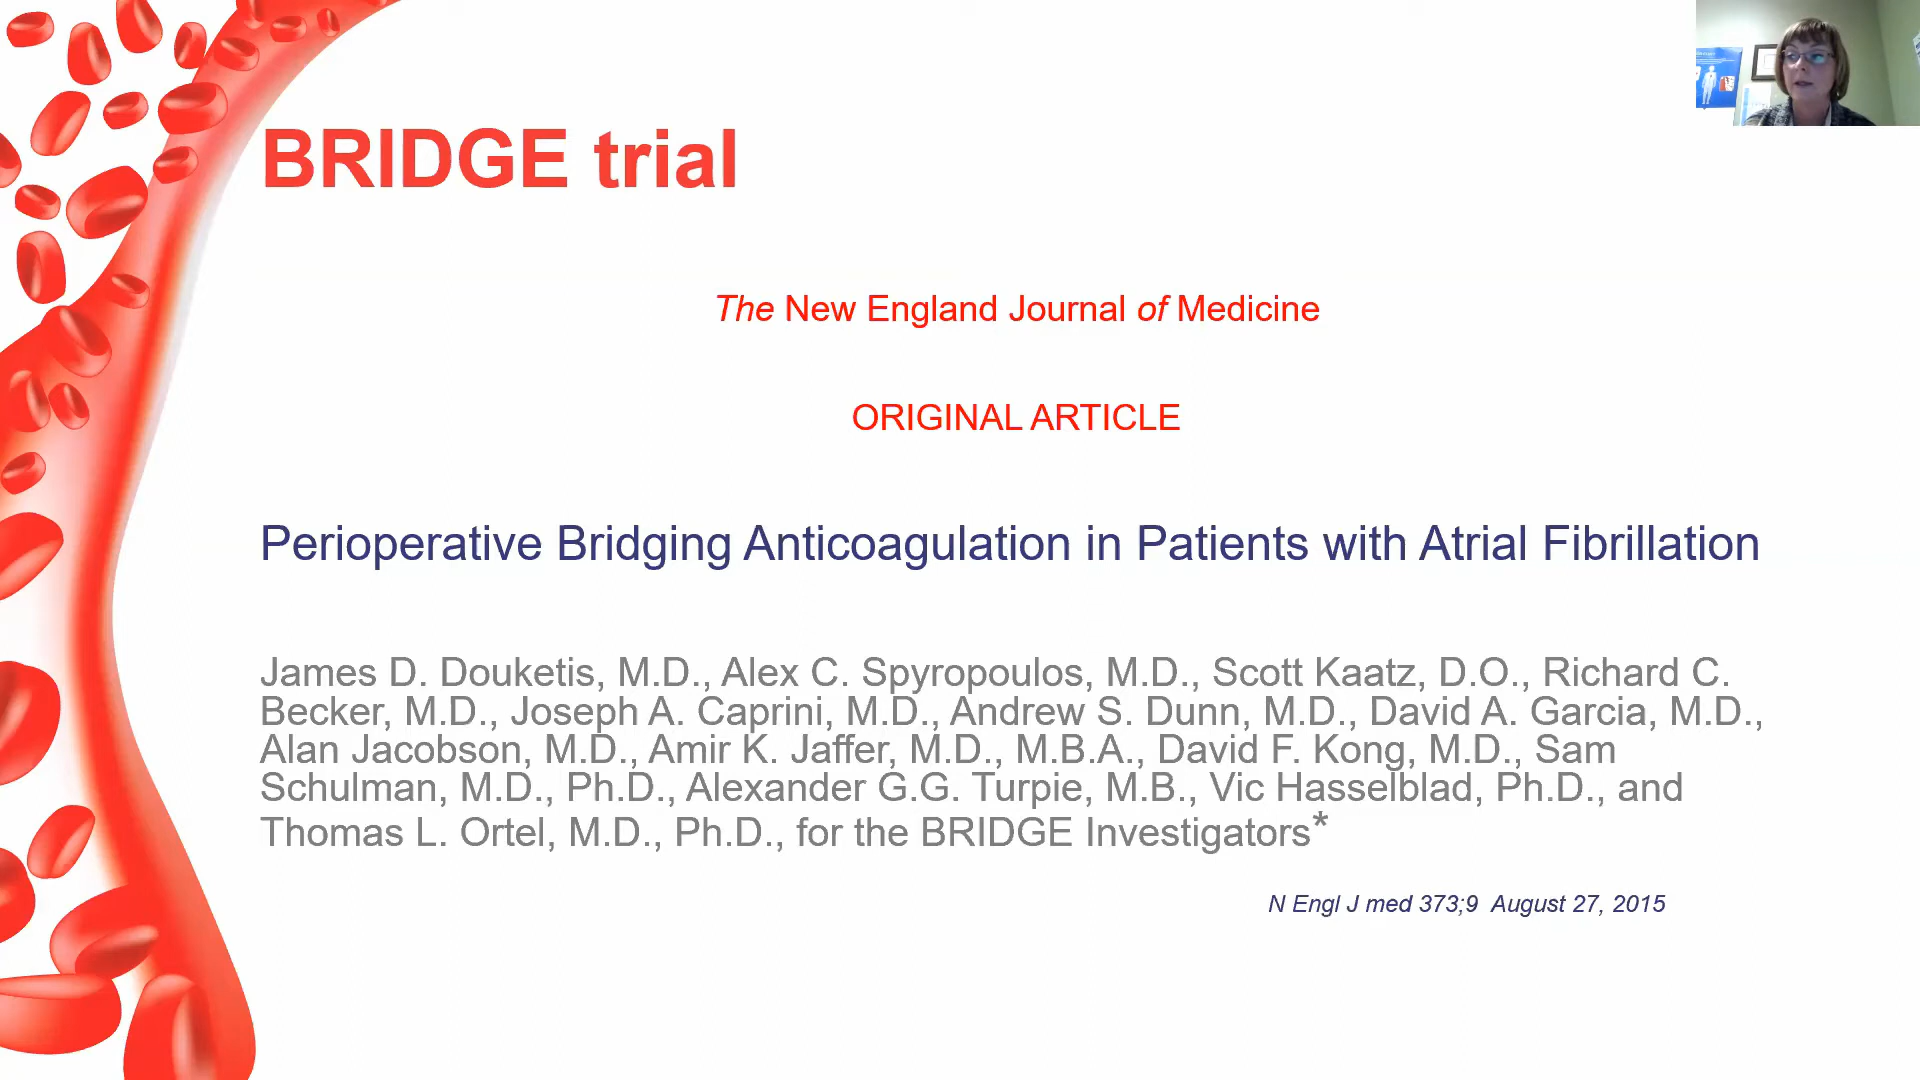 BRIDGE trial
The New England Journal of Medicine
ORIGINAL ARTICLE
Perioperative Bridging Anticoagulation in Patients with Atrial Fibrillation
James D. Douketis, M.D., Alex C. Spyropoulos, M.D., Scott Kaatz, D.O., Richard C.
Becker, M.D., Joseph A. Caprini, M.D., Andrew S. Dunn, M.D., David A. Garcia, M.D.,
Alan Jacobson, M.D., Amir K. Jaffer, M.D., M.B.A., David F. Kong, M.D., Sam
Schulman, M.D., Ph.D., Alexander G.G. Turpie, M.B., Vic Hasselblad, Ph.D., and
Thomas L. Ortel, M.D., Ph.D., for the BRIDGE Investigators*
N Engl J med 373;9 August 27, 2015